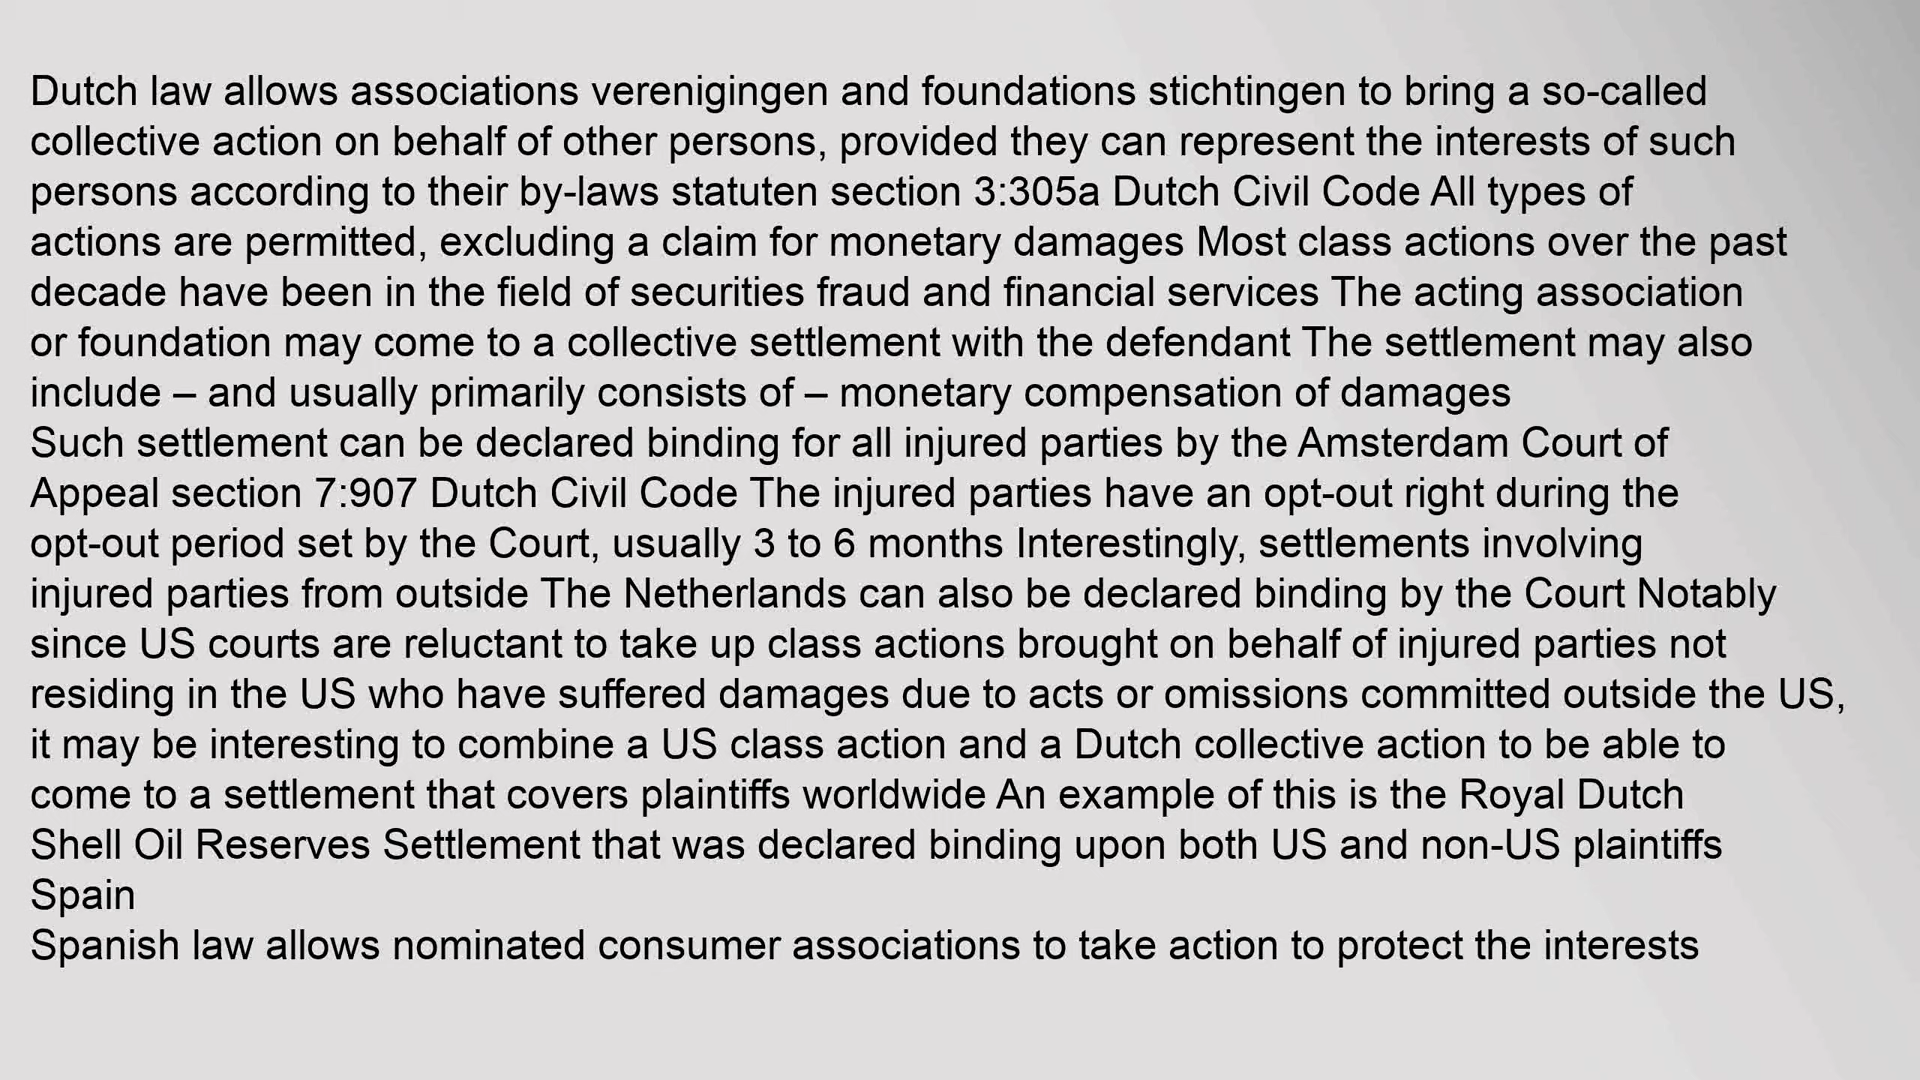 Dutch law allows associations verenigingen and foundations stichtingen to bring a so-called
collective action on behalf of other persons, provided they can represent the interests of such
persons according to their by-laws statuten section 3:305a Dutch Civil Code All types of
actions are permitted, excluding a claim for monetary damages Most class actions over the past
decade have been in the field of securities fraud and financial services The acting association
or foundation may come to a collective settlement with the defendant The settlement may also
include – and usually primarily consists of – monetary compensation of damages
Such settlement can be declared binding for all injured parties by the Amsterdam Court of
Appeal section 7:907 Dutch Civil Code The injured parties have an opt-out right during the
opt-out period set by the Court, usually 3 to 6 months Interestingly, settlements involving
injured parties from outside The Netherlands can also be declared binding by the Court Notably
since US courts are reluctant to take up class actions brought on behalf of injured parties not
residing in the US who have suffered damages due to acts or omissions committed outside the US,
it may be interesting to combine a US class action and a Dutch collective action to be able to
come to a settlement that covers plaintiffs worldwide An example of this is the Royal Dutch
Shell Oil Reserves Settlement that was declared binding upon both US and non-US plaintiffs
Spain
Spanish law allows nominated consumer associations to take action to protect the interests